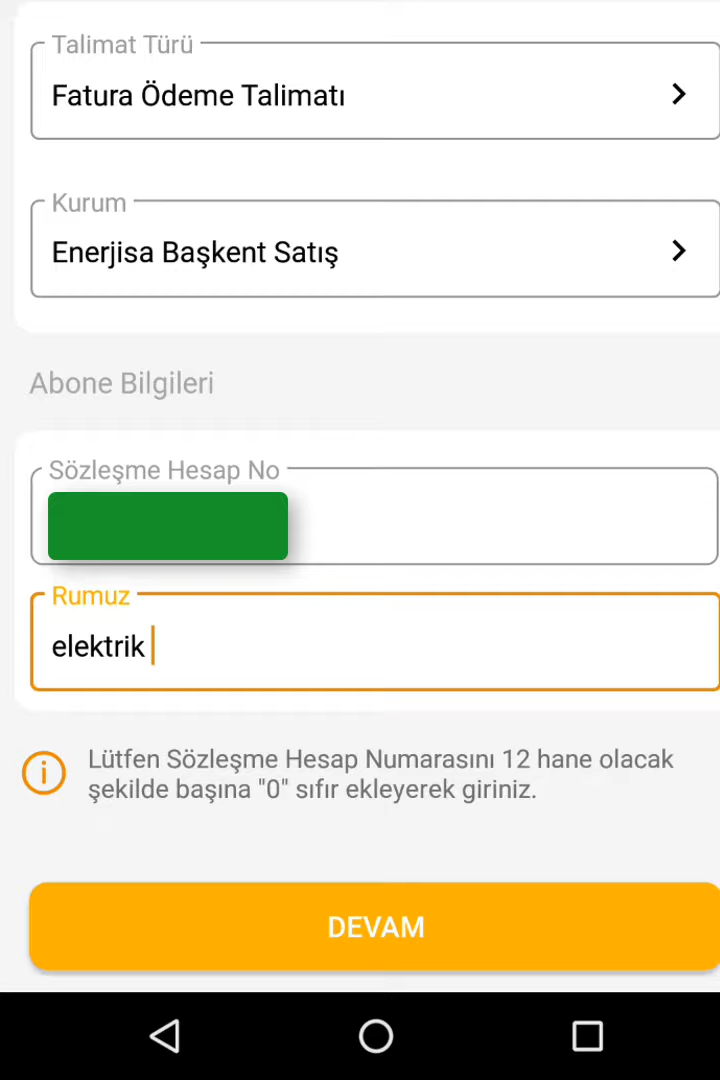 Talimat Türü
Fatura Ödeme Talimatı
Kurum
Enerjisa Başkent Satış
Abone Bilgileri
Sözleşme Hesap No
Rumuz
elektrik
Lütfen Sözleşme Hesap Numarasını 12 hane olacak
şekilde başına "0" sıfır ekleyerek giriniz.
DEVAM